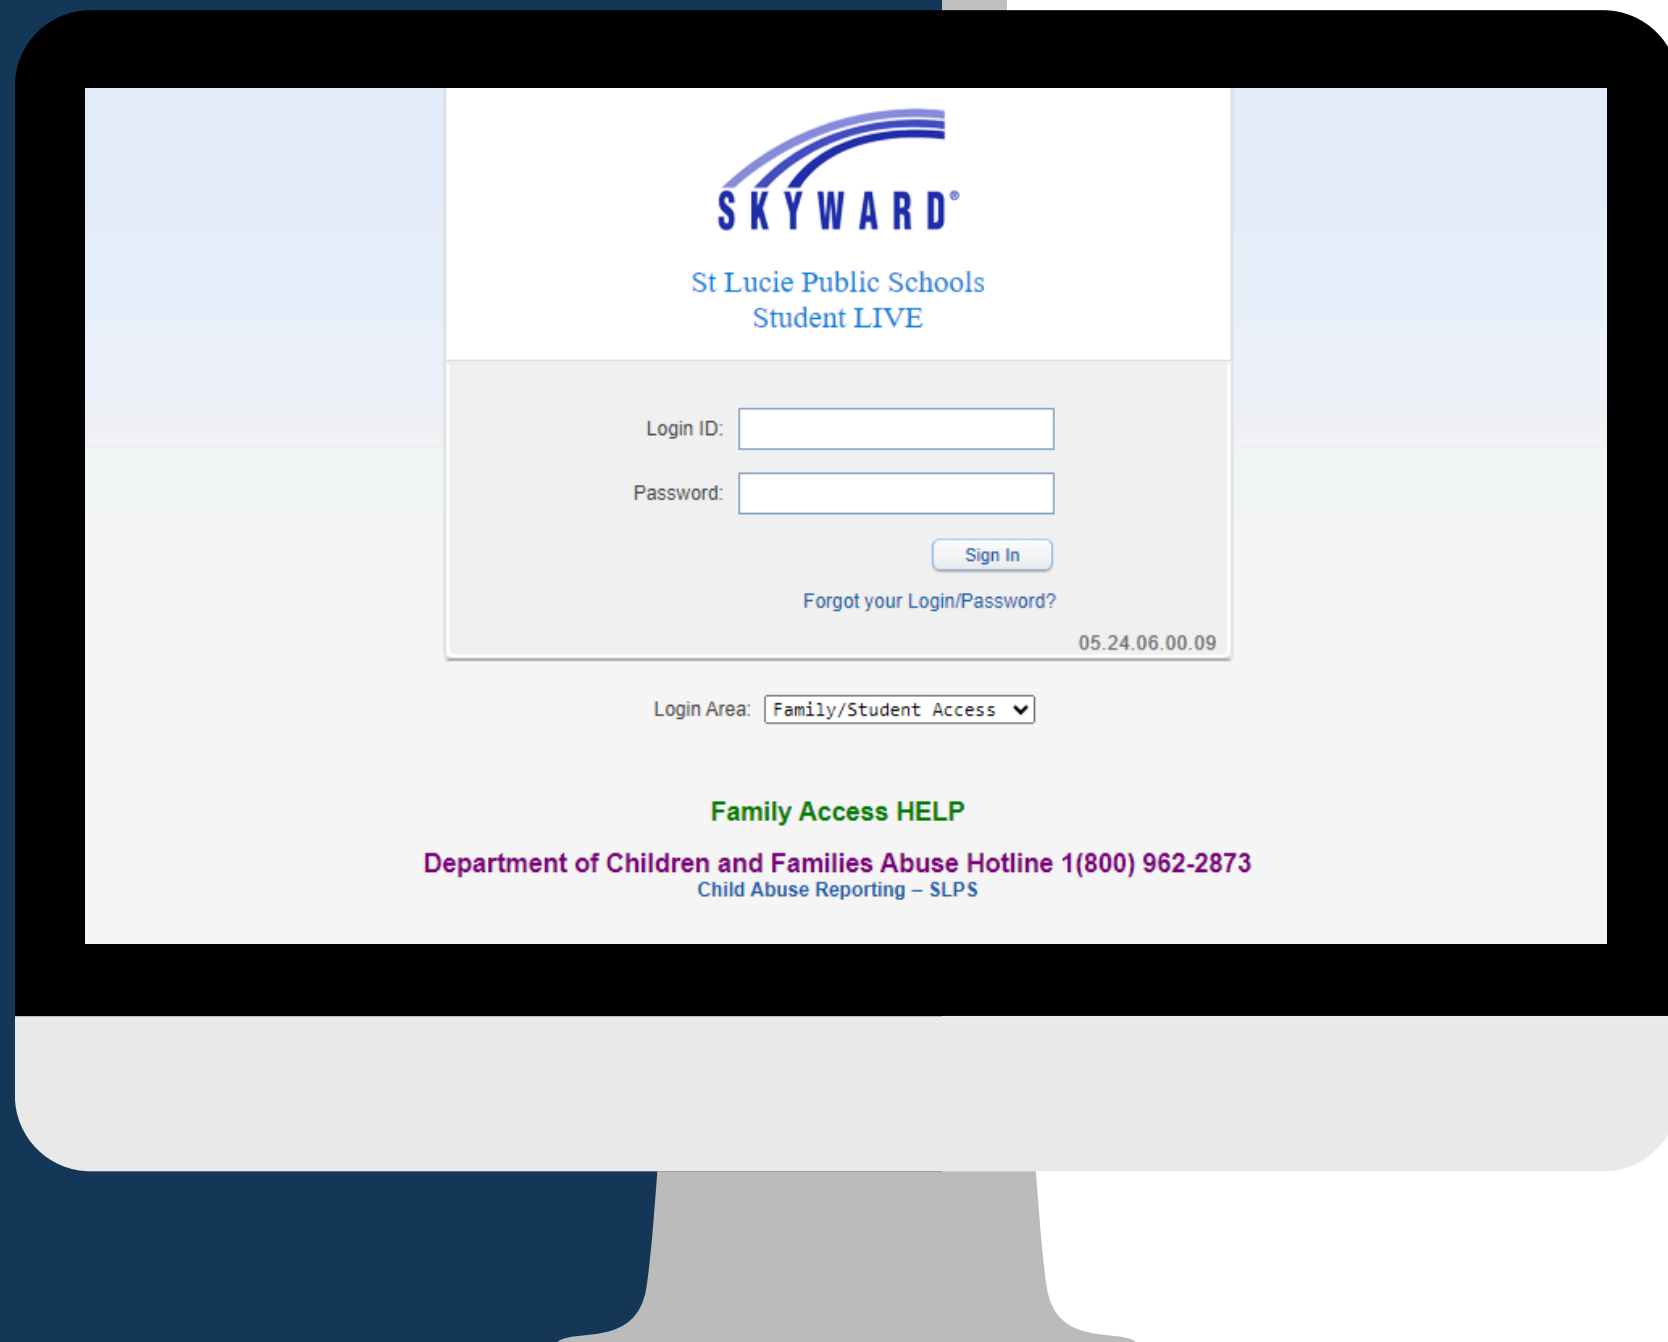 SKYWARD®
St Lucie Public Schools
Student LIVE
Login ID:
Password:
Sign In
Forgot your Login/Password?
05.24.06.00.09
Login Area: Family/Student Access
Family Access HELP
Department of Children and Families Abuse Hotline 1(800) 962-2873
Child Abuse Reporting – SLPS